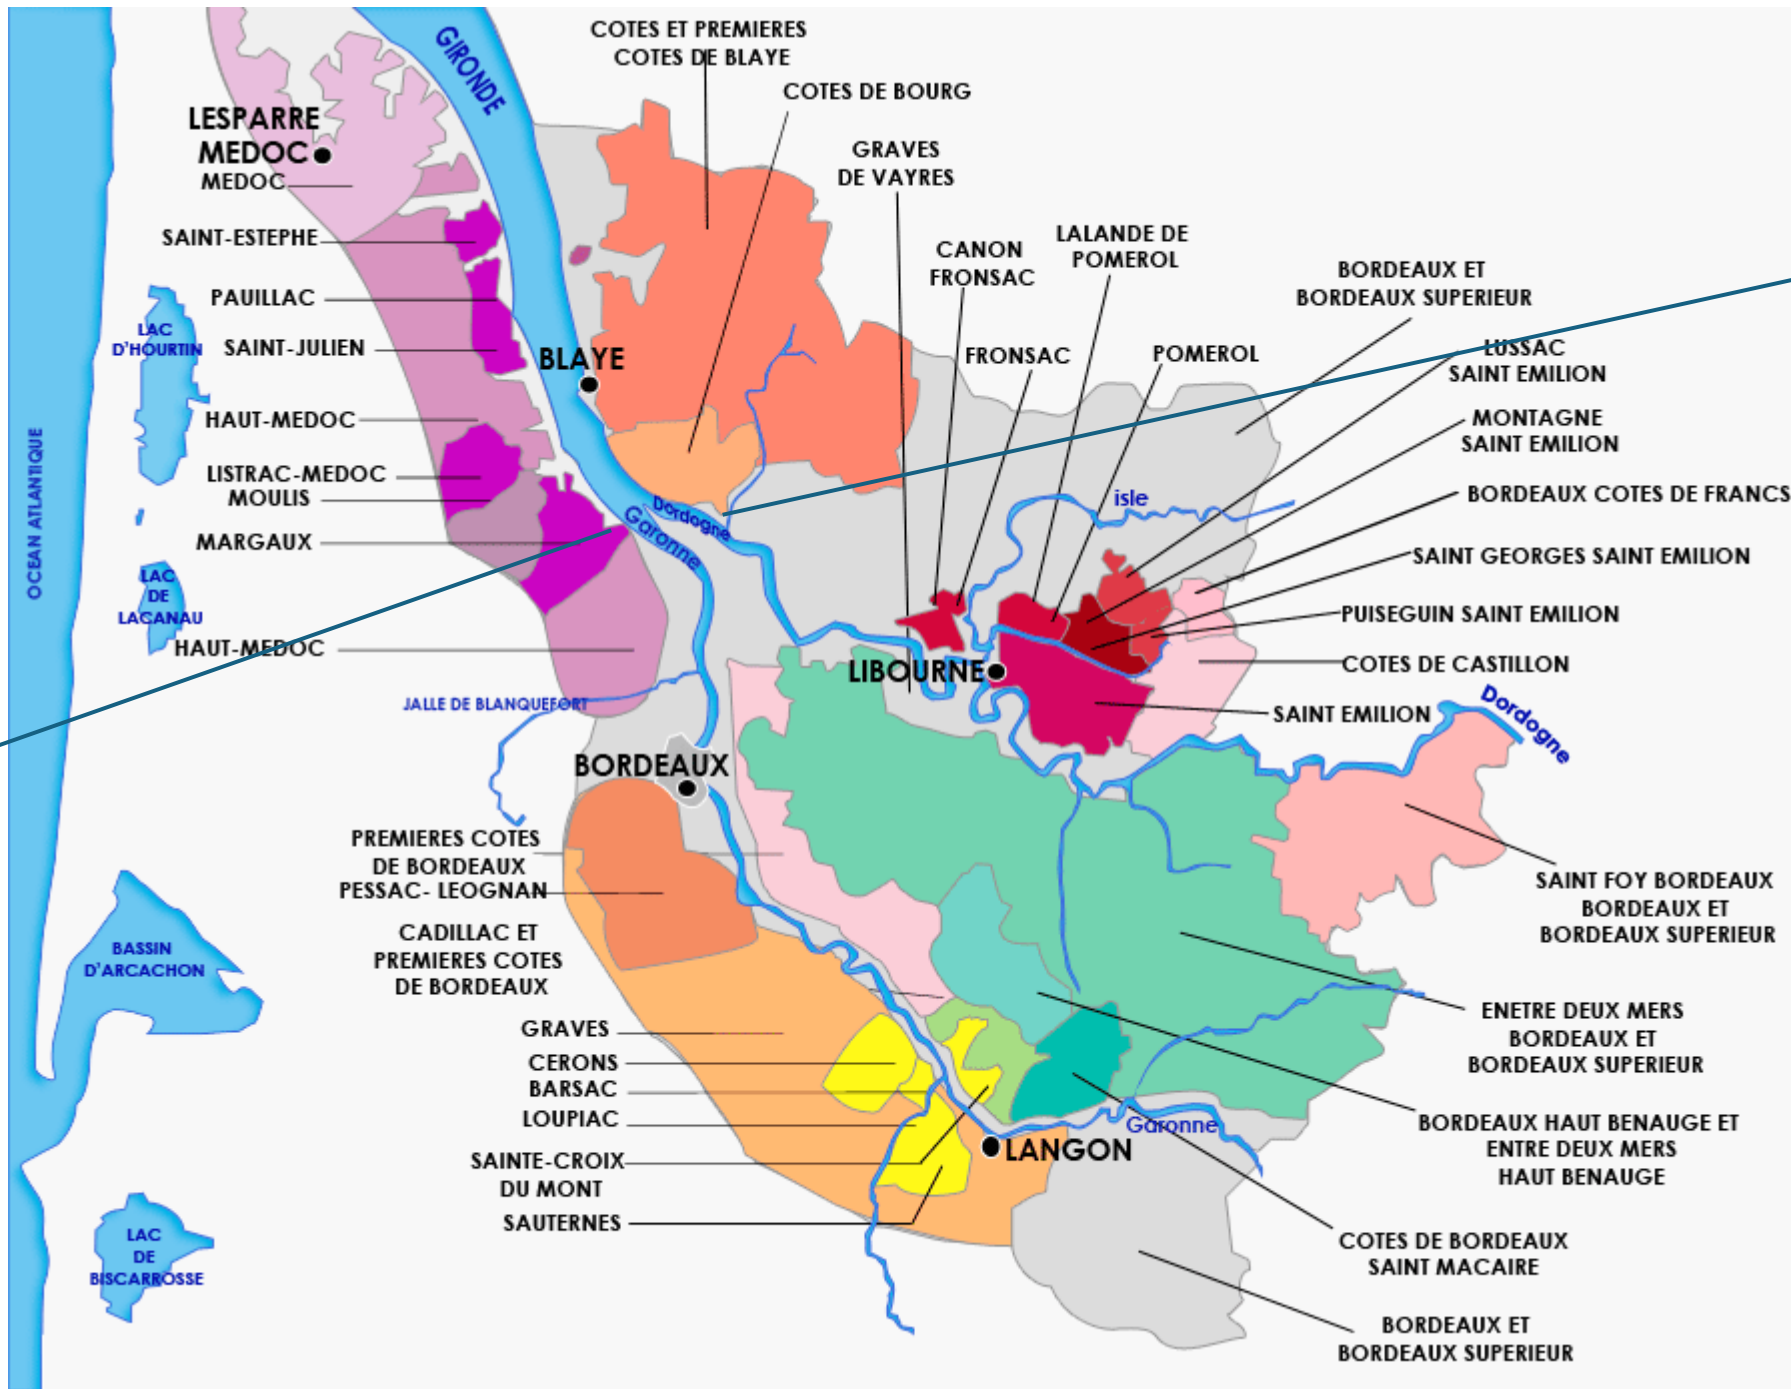 COTES ET PREMIERES
COTES DE BLAYE
GIRONDE
COTES DE BOURG
LESPARRE
MEDOC
MEDOC
GRAVES
DE VAYRES
SAINT-ESTEPHE
CANON
FRONSAC
LALANDE DE
POMEROL
BORDEAUX ET
BORDEAUX SUPERIEUR
PAUILLAC
LAC
D'HOURTIN
SAINT-JULIEN
BLAYE
FRONSAC
POMEROL
LUSSAC
SAINT EMILION
HAUT-MEDOC
MONTAGNE
SAINT EMILION
LISTRAC-MEDOC
MOULIS
BORDEAUX COTES DE FRANCS
isle
Dordogne
Garonne
MARGAUX
OCEAN ATLANTIQUE
SAINT GEORGES SAINT EMILION
LAC
DE
LACANAU
PUISEGUIN SAINT EMILION
HAUT-MEDOC
LIBOURNE
COTES DE CASTILLON
JALLE DE BLANQUEFORT
SAINT EMILION
Dordogne
BORDEAUX
PREMIERES COTES
DE BORDEAUX
PESSAC- LEOGNAN
SAINT FOY BORDEAUX
BORDEAUX ET
BORDEAUX SUPERIEUR
CADILLAC ET
PREMIERES COTES
DE BORDEAUX
BASSIN
D'ARCACHON
GRAVES
ENETRE DEUX MERS
BORDEAUX ET
BORDEAUX SUPERIEUR
CERONS
BARSAC
LOUPIAC
Garonne
BORDEAUX HAUT BENAUGE ET
ENTRE DEUX MERS
HAUT BENAUGE
LANGON
SAINTE-CROIX
DU MONT
SAUTERNES
LAC
DE
BISCARROSSE
COTES DE BORDEAUX
SAINT MACAIRE
BORDEAUX ET
BORDEAUX SUPERIEUR